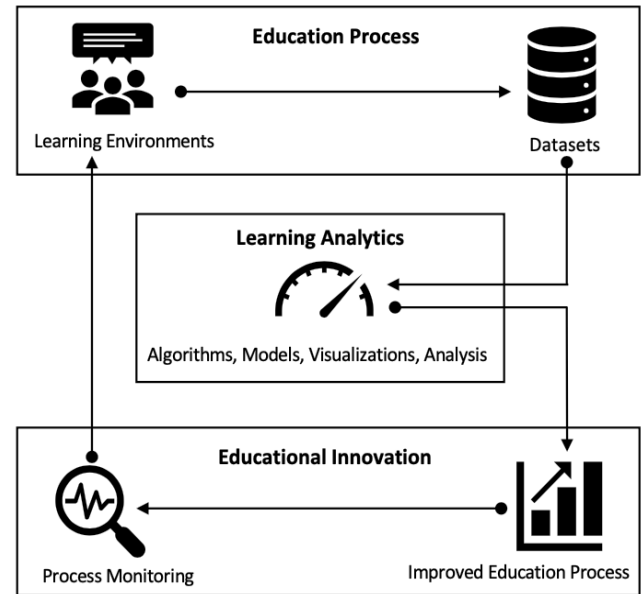 Education Process
Learning Environments
Datasets
Learning Analytics
Algorithms, Models, Visualizations, Analysis
Educational Innovation
Process Monitoring
Improved Education Process